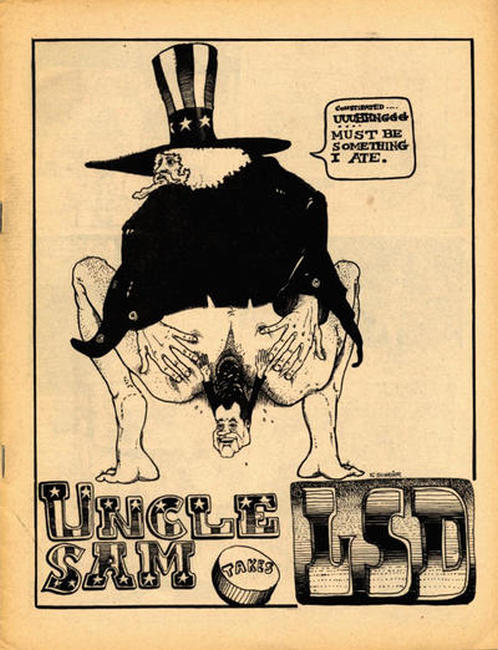 CONSTIPATED....
MUST BE
SOMETHING
I ATE.
UNCLE
SAM
TAKES
LSD